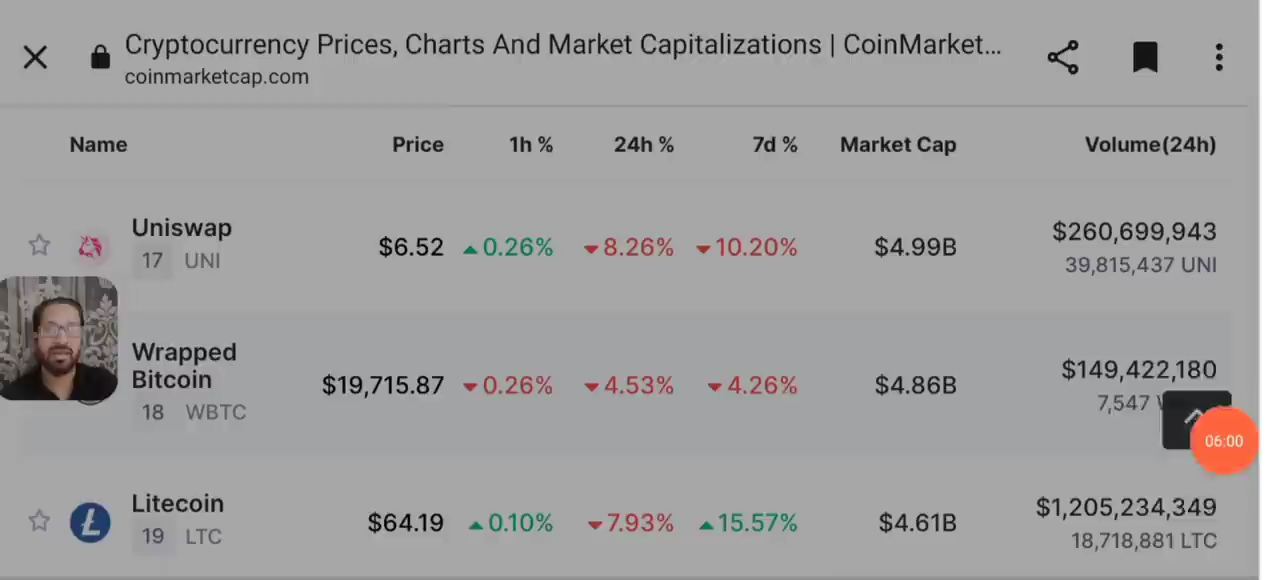 Cryptocurrency Prices, Charts And Market Capitalizations | CoinMarket...
coinmarketcap.com
Name Price 1h % 24h % 7d % Market Cap Volume(24h)
Uniswap
17 UNI
$6.52 0.26% 8.26% 10.20% $4.99B
$260,699,943
39,815,437 UNI
Wrapped
Bitcoin
18 WBTC
$19,715.87 0.26% 4.53% 4.26% $4.86B
$149,422,180
7,547
06:00
Litecoin
19 LTC
$64.19 0.10% 7.93% 15.57% $4.61B
$1,205,234,349
18,718,881 LTC